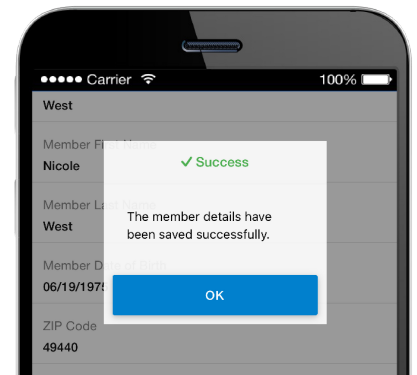 Carrier 100%
West
Member First Name
Nicole
✓ Success
Member Last Name
West
The member details have
been saved successfully.
Member Date of Birth
06/19/1975
OK
ZIP Code
49440